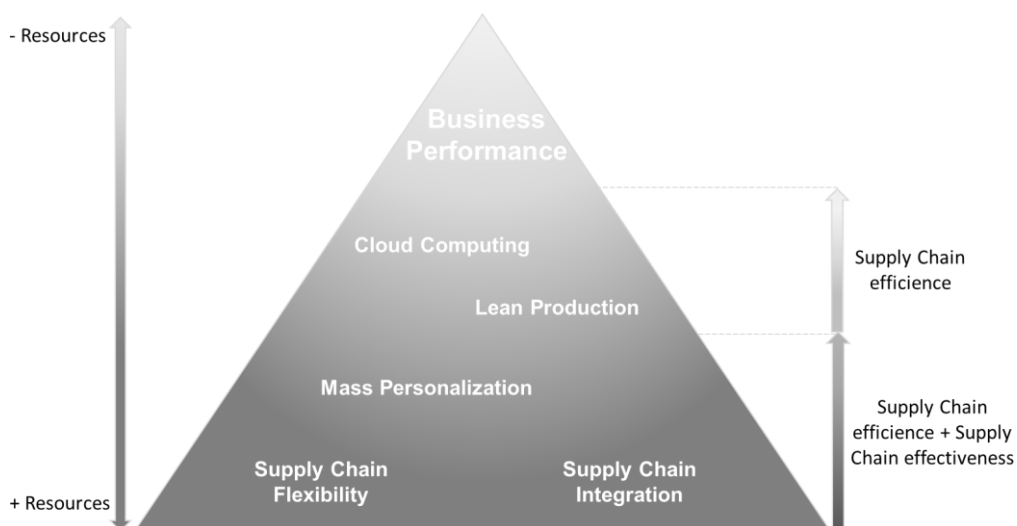 - Resources
Business
Performance
Cloud Computing
Supply Chain
efficience
Lean Production
Mass Personalization
Supply Chain
efficience + Supply
Chain effectiveness
Supply Chain
Flexibility
Supply Chain
Integration
+ Resources